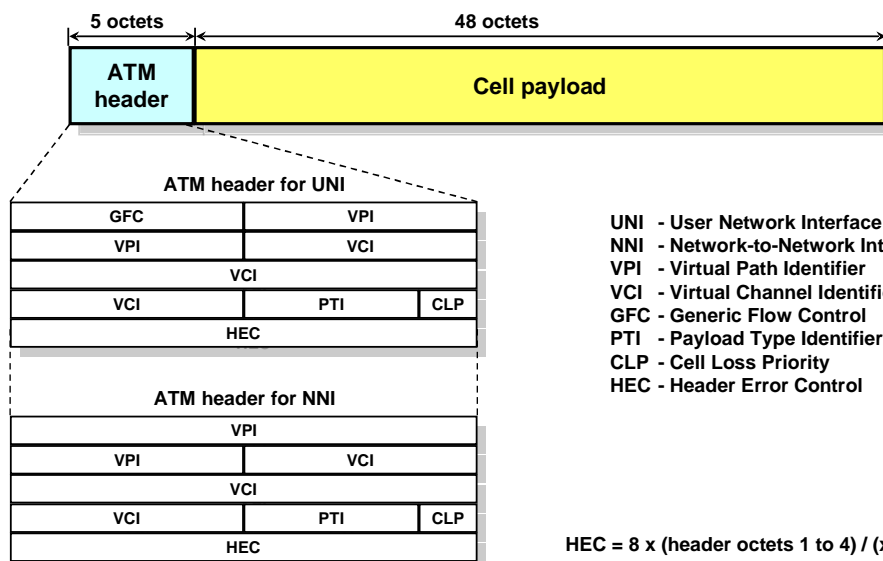 5 octets
48 octets
ATM
header
Cell payload
ATM header for UNI
GFC VPI
VPI VCI
VCI
VCI PTI CLP
HEC
UNI - User Network Interface
NNI - Network-to-Network Int
VPI - Virtual Path Identifier
VCI - Virtual Channel Identifi
GFC - Generic Flow Control
PTI - Payload Type Identifier
CLP - Cell Loss Priority
HEC - Header Error Control
ATM header for NNI
VPI
VPI VCI
VCI
VCI PTI CLP
HEC
HEC = 8 x (header octets 1 to 4) / (x